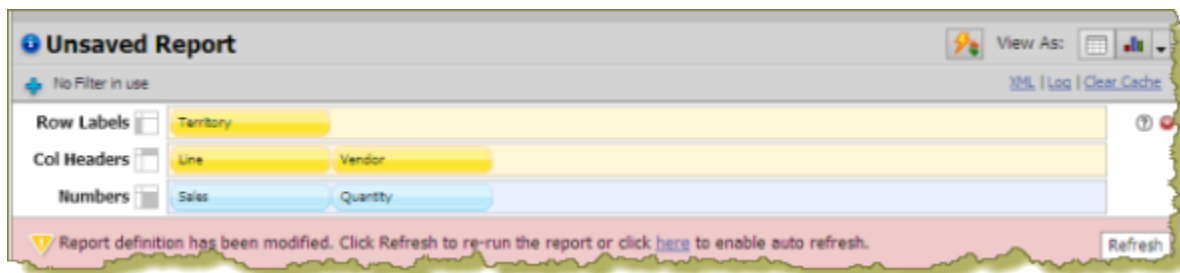 Unsaved Report
View As:
No Filter in use
XML | Log | Clear Cache
Row Labels
Territory
Col Headers
Line
Vendor
Numbers
Sales
Quantity
Report definition has been modified. Click Refresh to re-run the report or click here to enable auto refresh.
Refresh